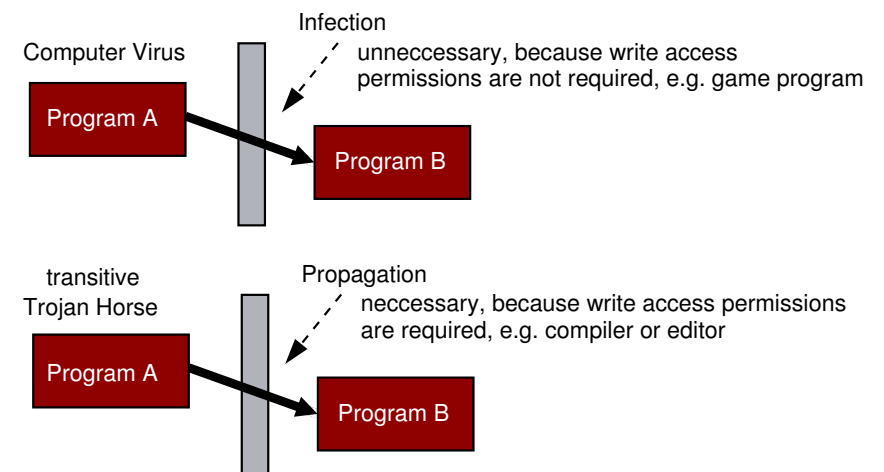 Infection
Computer Virus
unneccessary, because write access
permissions are not required, e.g. game program
Program A
Program B
transitive
Trojan Horse
Propagation
neccessary, because write access permissions
are required, e.g. compiler or editor
Program A
Program B